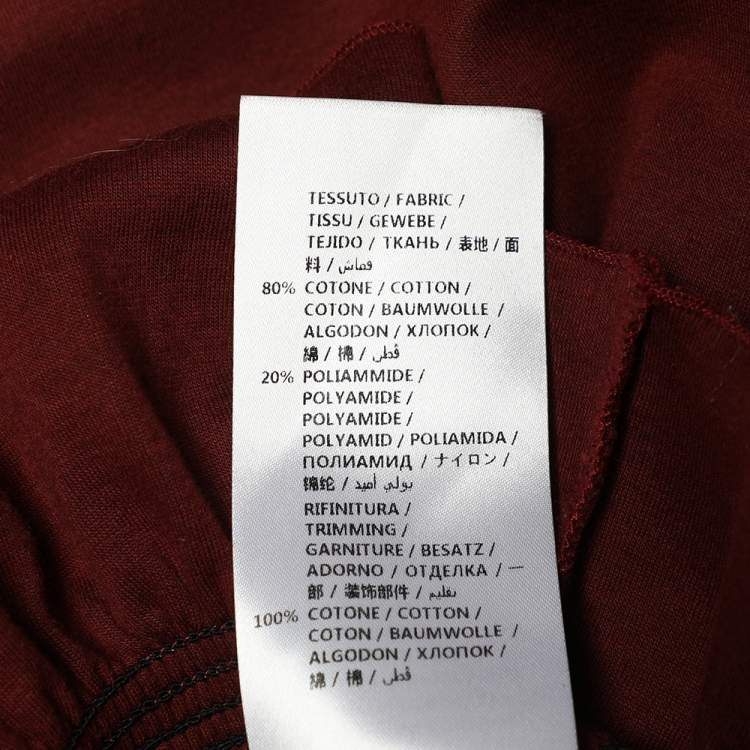 TESSUTO / FABRIC /
TISSU / GEWEBE /
TEJIDO / ТКАНЬ / 表地 / 面
料 / قماش
80% COTONE / COTTON /
COTON / BAUMWOLLE /
ALGODON / ХЛОПОК /
綿 / 棉 / قطن
20% POLIAMMIDE /
POLYAMIDE /
POLYAMIDE /
POLYAMID / POLIAMIDA /
ПОЛИАМИД / ナイロン /
锦纶 / بولي أميد
RIFINITURA /
TRIMMING /
GARNITURE / BESATZ /
ADORNO / ОТДЕЛКА / 一
部 / 装饰部件 / تقليم
100% COTONE / COTTON /
COTON / BAUMWOLLE /
ALGODON / ХЛОПОК /
綿 / 棉 / قطن